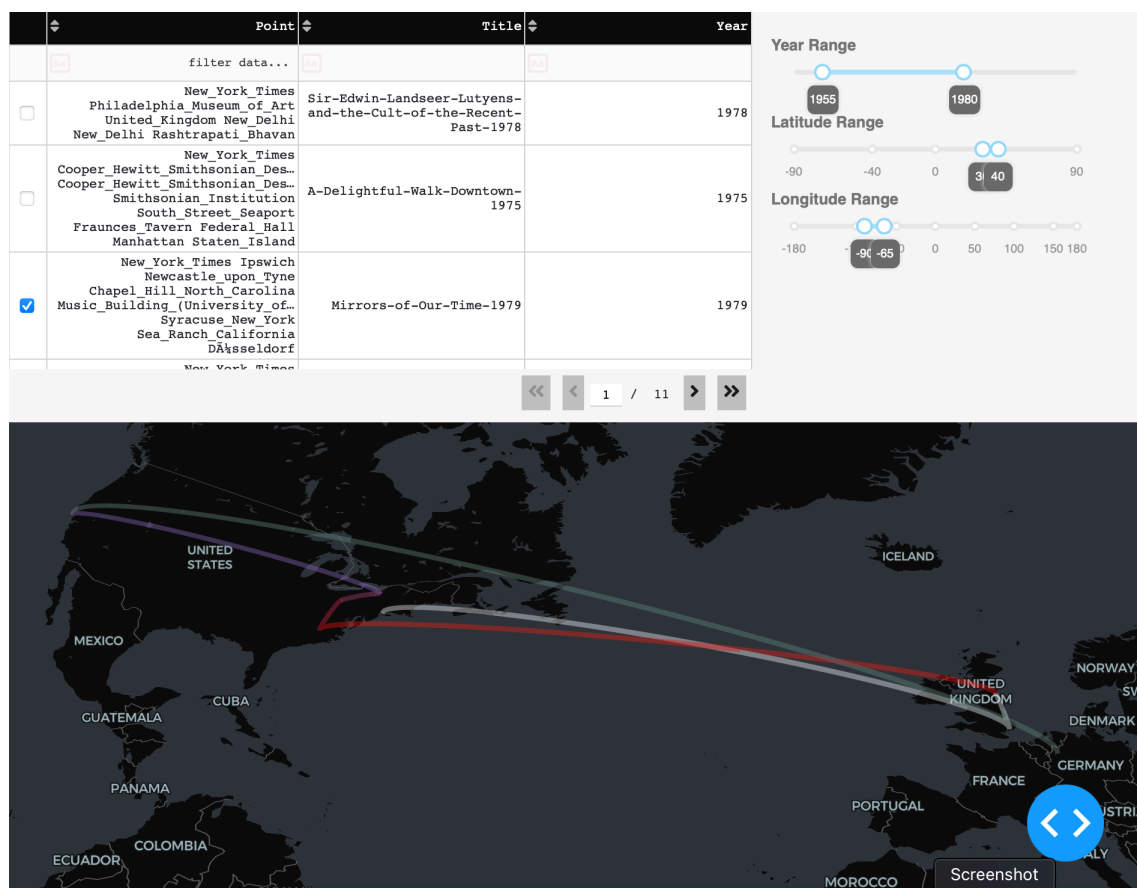 Point Title Year
filter data...
New_York_Times
Philadelphia_Museum_of_Art
United_Kingdom New_Delhi
New_Delhi Rashtrapati_Bhavan
Sir-Edwin-Landseer-Lutyens-
and-the-Cult-of-the-Recent-
Past-1978
1978
New_York_Times
Cooper_Hewitt_Smithsonian_Des…
Cooper_Hewitt_Smithsonian_Des…
Smithsonian_Institution
South_Street_Seaport
Fraunces_Tavern Federal_Hall
Manhattan Staten_Island
A-Delightful-Walk-Downtown-
1975
1975
New_York_Times Ipswich
Newcastle_upon_Tyne
Chapel_Hill_North_Carolina
Music_Building_(University_of…
Syracuse_New_York
Sea_Ranch_California
DÃ¼sseldorf
Mirrors-of-Our-Time-1979
1979
New York Times
1 / 11
Year Range
1955 1980
Latitude Range
-90 -40 0 40 90
Longitude Range
-180 -90 -65 0 50 100 150 180
UNITED
STATES
ICELAND
MEXICO
CUBA
GUATEMALA
PANAMA
COLOMBIA
ECUADOR
NORWAY
UNITED
KINGDOM
DENMARK
GERMANY
FRANCE
PORTUGAL
MOROCCO
Screenshot